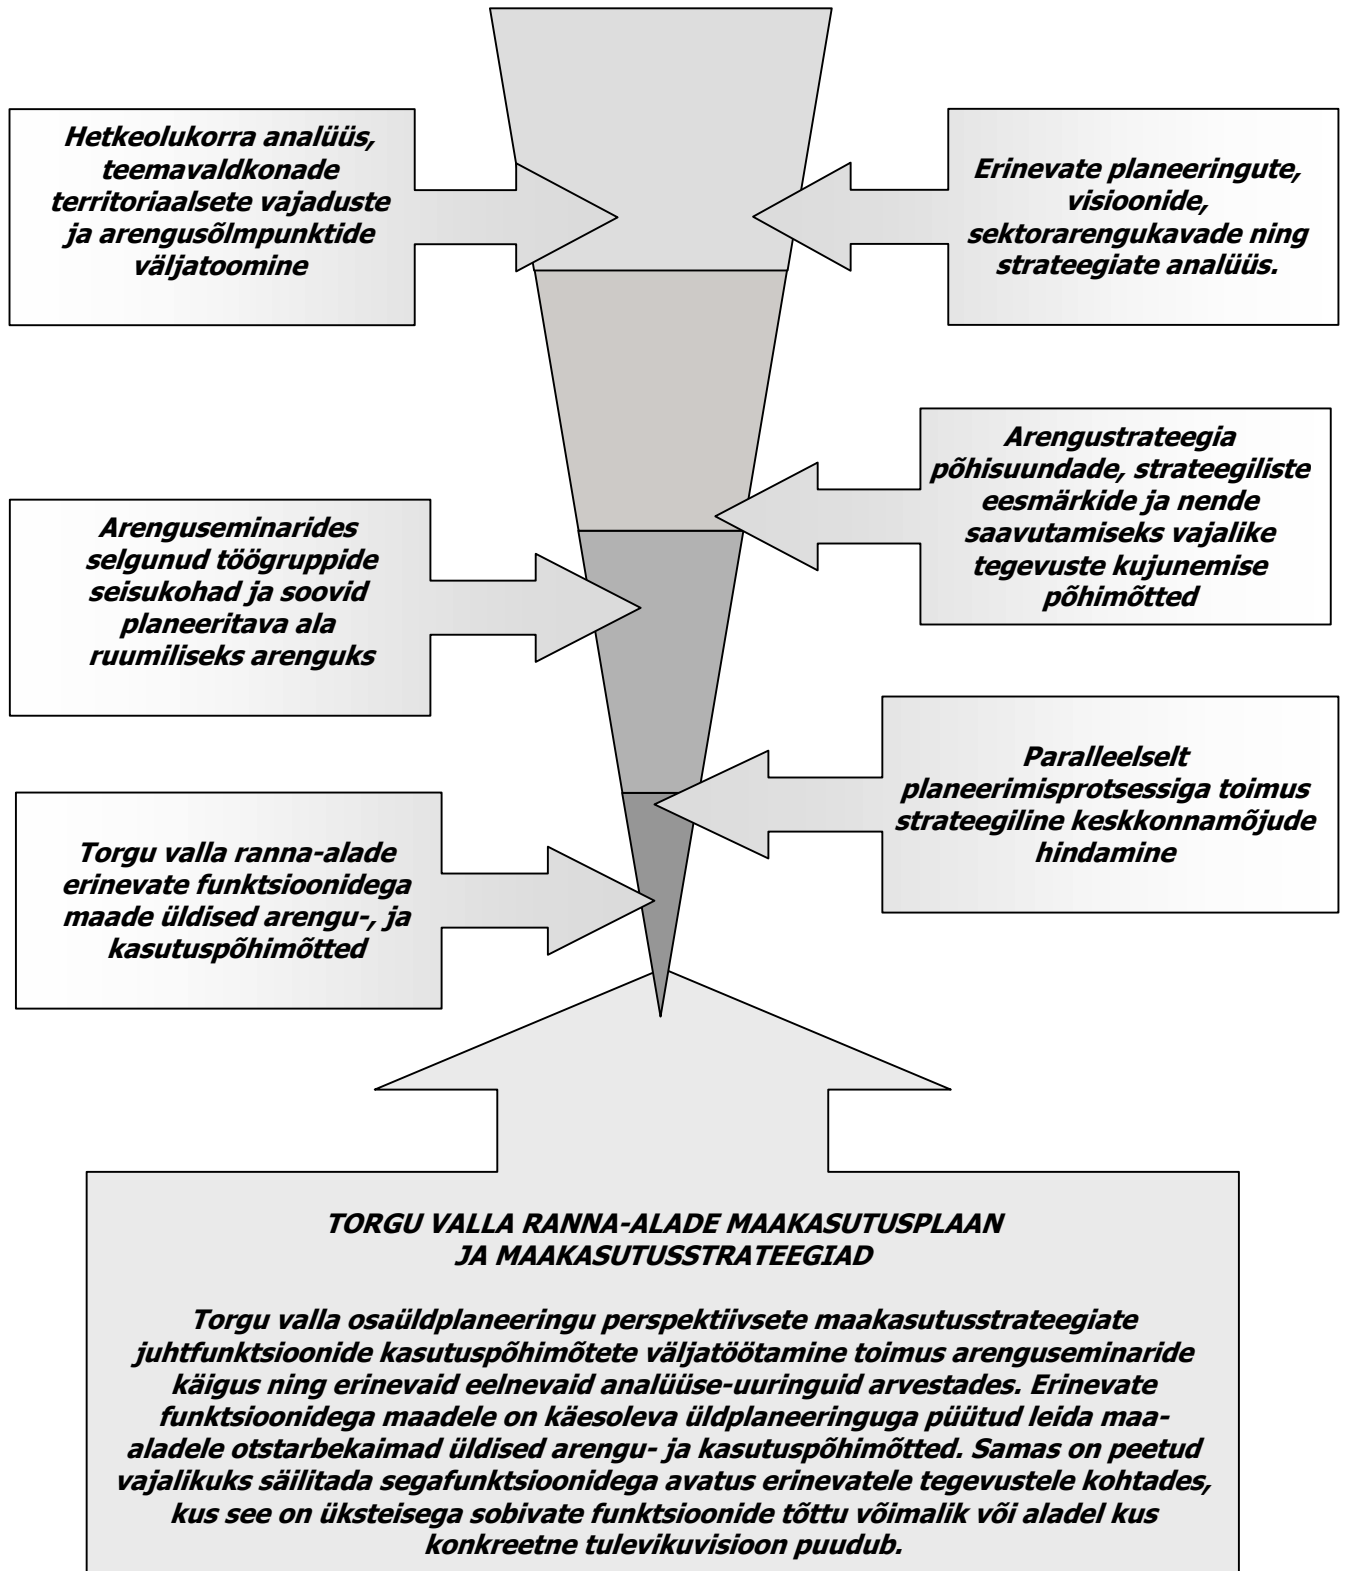 Hetkeolukorra analüüs,
teemavaldkonade
territoriaalsete vajaduste
ja arengusõlmpunktide
väljatoomine
Erinevate planeeringute,
visioonide,
sektorarengukavade ning
strateegiate analüüs.
Arengustrateegia
põhisuundade, strateegiliste
eesmärkide ja nende
saavutamiseks vajalike
tegevuste kujunemise
põhimõtted
Arenguseminarides
selgunud töögruppide
seisukohad ja soovid
planeeritava ala
ruumiliseks arenguks
Paralleelselt
planeerimisprotsessiga toimus
strateegiline keskkonnamõjude
hindamine
Torgu valla ranna-alade
erinevate funktsioonidega
maade üldised arengu-, ja
kasutuspõhimõtted
TORGU VALLA RANNA-ALADE MAAKASUTUSPLAAN
JA MAAKASUTUSSTRATEEGIAD
Torgu valla osaüldplaneeringu perspektiivsete maakasutusstrateegiate
juhtfunktsioonide kasutuspõhimõtete väljatöötamine toimus arenguseminaride
käigus ning erinevaid eelnevaid analüüse-uuringuid arvestades. Erinevate
funktsioonidega maadele on käesoleva üldplaneeringuga püütud leida maa-
aladele otstarbekaimad üldised arengu- ja kasutuspõhimõtted. Samas on peetud
vajalikuks säilitada segafunktsioonidega avatus erinevatele tegevustele kohtades,
kus see on üksteisega sobivate funktsioonide tõttu võimalik või aladel kus
konkreetne tulevikuvisioon puudub.